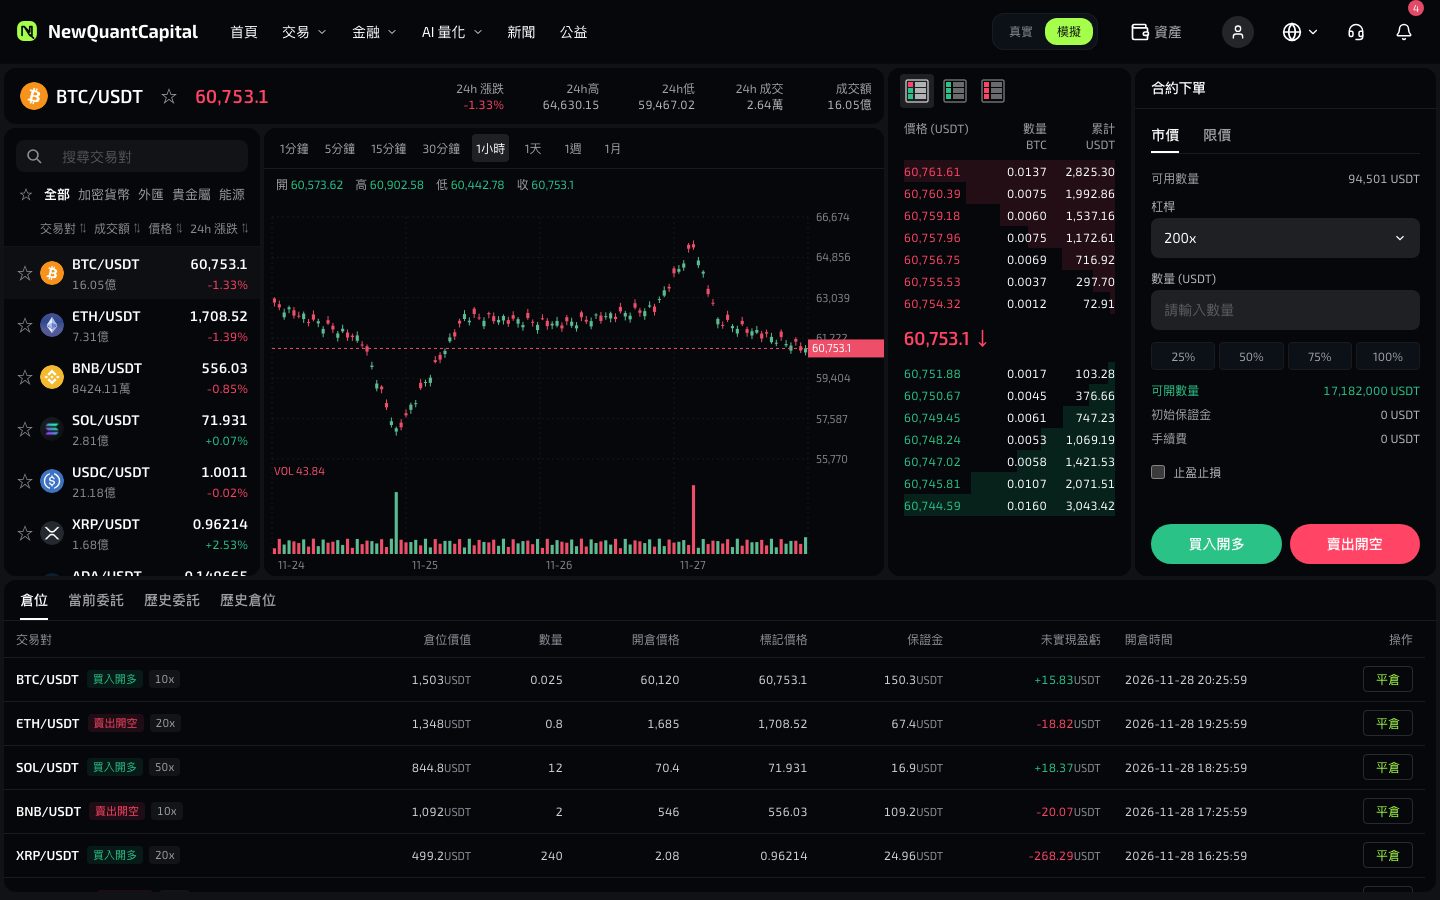 NewQuantCapital 首頁 交易 金融 AI 量化 新聞 公益 真實 模擬 資產 4
BTC/USDT 60,753.1
24h 漲跌 24h高 24h低 24h 成交 成交額
-1.33% 64,630.15 59,467.02 2.64萬 16.05億
搜尋交易對
全部 加密貨幣 外匯 貴金屬 能源
交易對 成交額 價格 24h 漲跌
BTC/USDT 60,753.1
16.05億 -1.33%
ETH/USDT 1,708.52
7.31億 -1.39%
BNB/USDT 556.03
8424.11萬 -0.85%
SOL/USDT 71.931
2.81億 +0.07%
USDC/USDT 1.0011
21.18億 -0.02%
XRP/USDT 0.96214
1.68億 +2.53%
1分鐘 5分鐘 15分鐘 30分鐘 1小時 1天 1週 1月
開 60,573.62 高 60,902.58 低 60,442.78 收 60,753.1
66,674
64,856
63,039
61,222
60,753.1
59,404
57,587
55,770
VOL 43.84
11-24 11-25 11-26 11-27
價格 (USDT) 數量 累計
BTC USDT
60,761.61 0.0137 2,825.30
60,760.39 0.0075 1,992.86
60,759.18 0.0060 1,537.16
60,757.96 0.0075 1,172.61
60,756.75 0.0069 716.92
60,755.53 0.0037 297.70
60,754.32 0.0012 72.91
60,753.1 ↓
60,751.88 0.0017 103.28
60,750.67 0.0045 376.66
60,749.45 0.0061 747.23
60,748.24 0.0053 1,069.19
60,747.02 0.0058 1,421.53
60,745.81 0.0107 2,071.51
60,744.59 0.0160 3,043.42
合約下單
市價 限價
可用數量 94,501 USDT
杠桿
200x
數量 (USDT)
請輸入數量
25% 50% 75% 100%
可開數量 17,182,000 USDT
初始保證金 0 USDT
手續費 0 USDT
止盈止損
買入開多 賣出開空
倉位 當前委託 歷史委託 歷史倉位
交易對 倉位價值 數量 開倉價格 標記價格 保證金 未實現盈虧 開倉時間 操作
BTC/USDT 買入開多 10x 1,503USDT 0.025 60,120 60,753.1 150.3USDT +15.83USDT 2026-11-28 20:25:59 平倉
ETH/USDT 賣出開空 20x 1,348USDT 0.8 1,685 1,708.52 67.4USDT -18.82USDT 2026-11-28 19:25:59 平倉
SOL/USDT 買入開多 50x 844.8USDT 12 70.4 71.931 16.9USDT +18.37USDT 2026-11-28 18:25:59 平倉
BNB/USDT 賣出開空 10x 1,092USDT 2 546 556.03 109.2USDT -20.07USDT 2026-11-28 17:25:59 平倉
XRP/USDT 買入開多 20x 499.2USDT 240 2.08 0.96214 24.96USDT -268.29USDT 2026-11-28 16:25:59 平倉